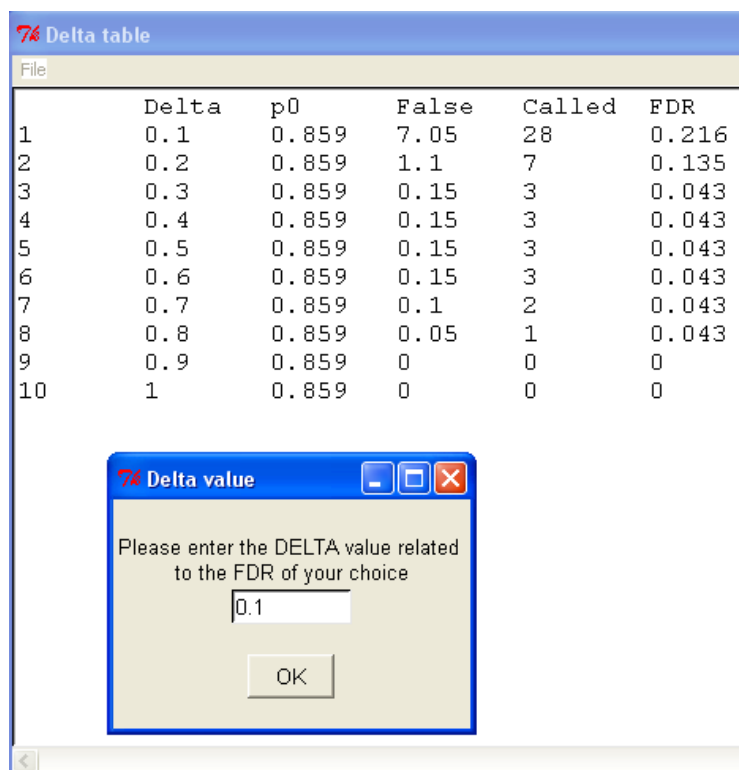 Delta table
File
Delta p0 False Called FDR
1 0.1 0.859 7.05 28 0.216
2 0.2 0.859 1.1 7 0.135
3 0.3 0.859 0.15 3 0.043
4 0.4 0.859 0.15 3 0.043
5 0.5 0.859 0.15 3 0.043
6 0.6 0.859 0.15 3 0.043
7 0.7 0.859 0.1 2 0.043
8 0.8 0.859 0.05 1 0.043
9 0.9 0.859 0 0 0
10 1 0.859 0 0 0
Delta value
Please enter the DELTA value related
to the FDR of your choice
0.1
OK